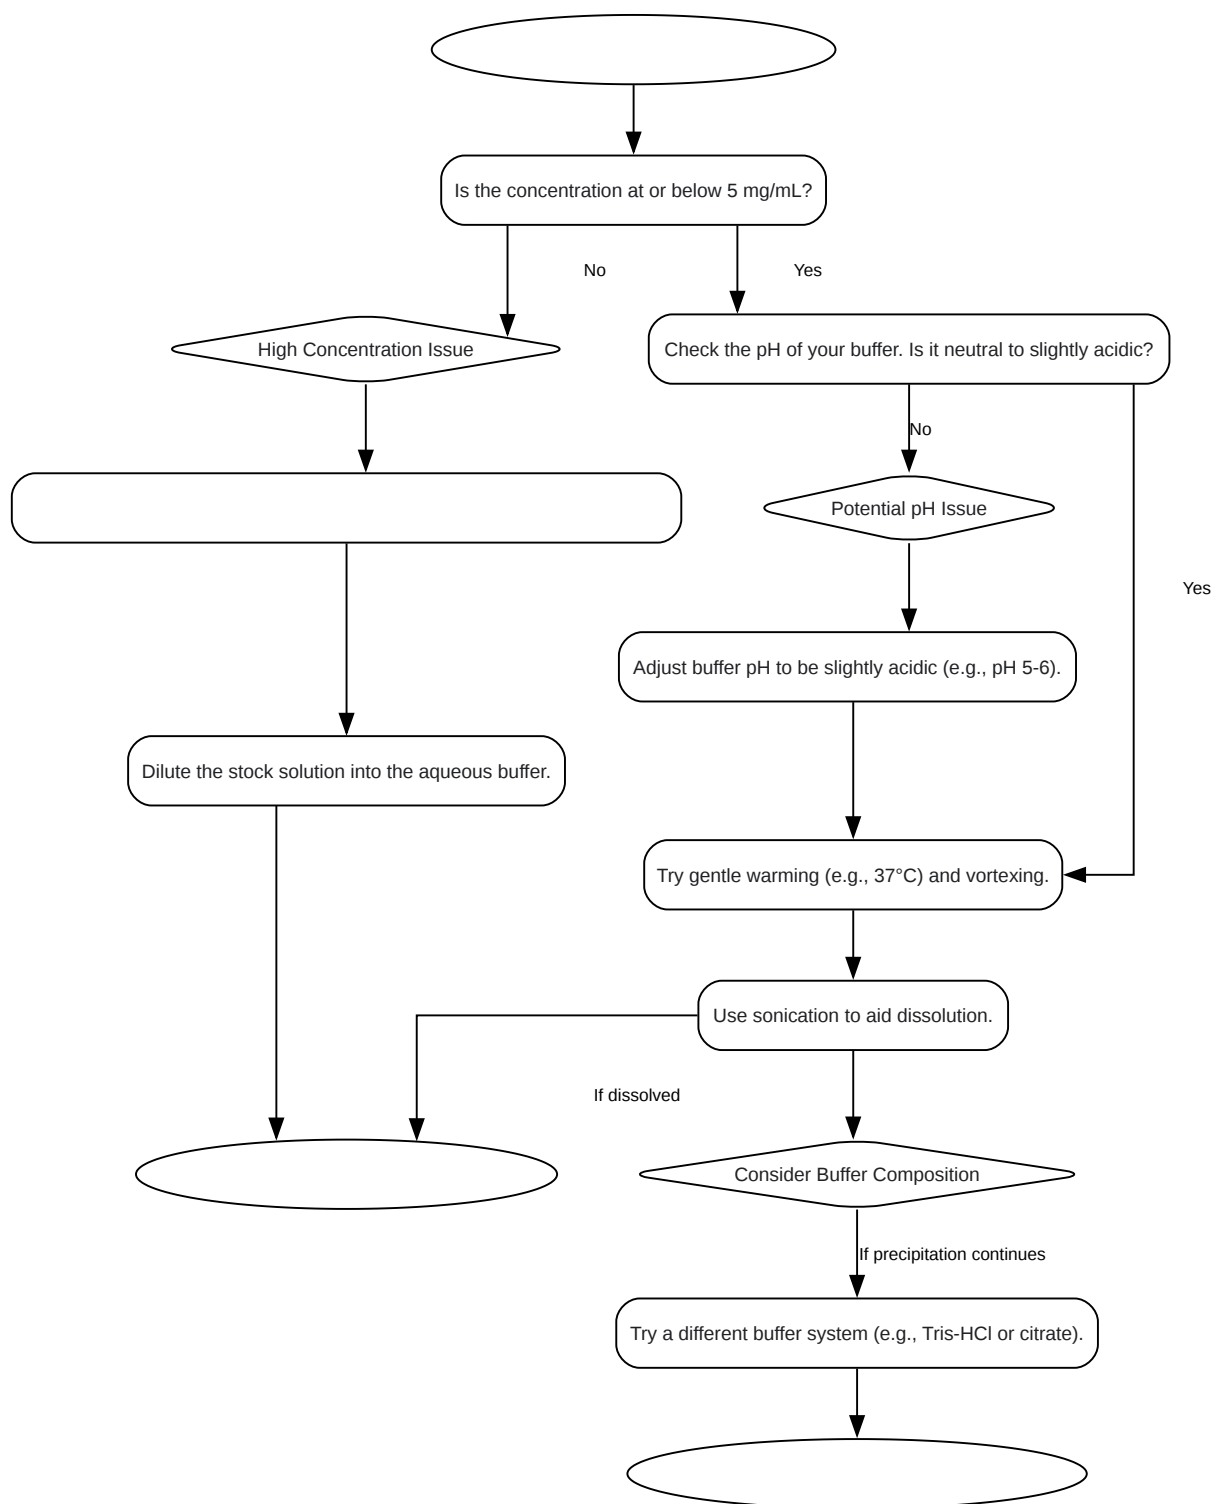 Is the concentration at or below 5 mg/mL?
No
Yes
High Concentration Issue
Check the pH of your buffer. Is it neutral to slightly acidic?
No
Potential pH Issue
Yes
Adjust buffer pH to be slightly acidic (e.g., pH 5-6).
Dilute the stock solution into the aqueous buffer.
Try gentle warming (e.g., 37°C) and vortexing.
Use sonication to aid dissolution.
If dissolved
Consider Buffer Composition
If precipitation continues
Try a different buffer system (e.g., Tris-HCl or citrate).